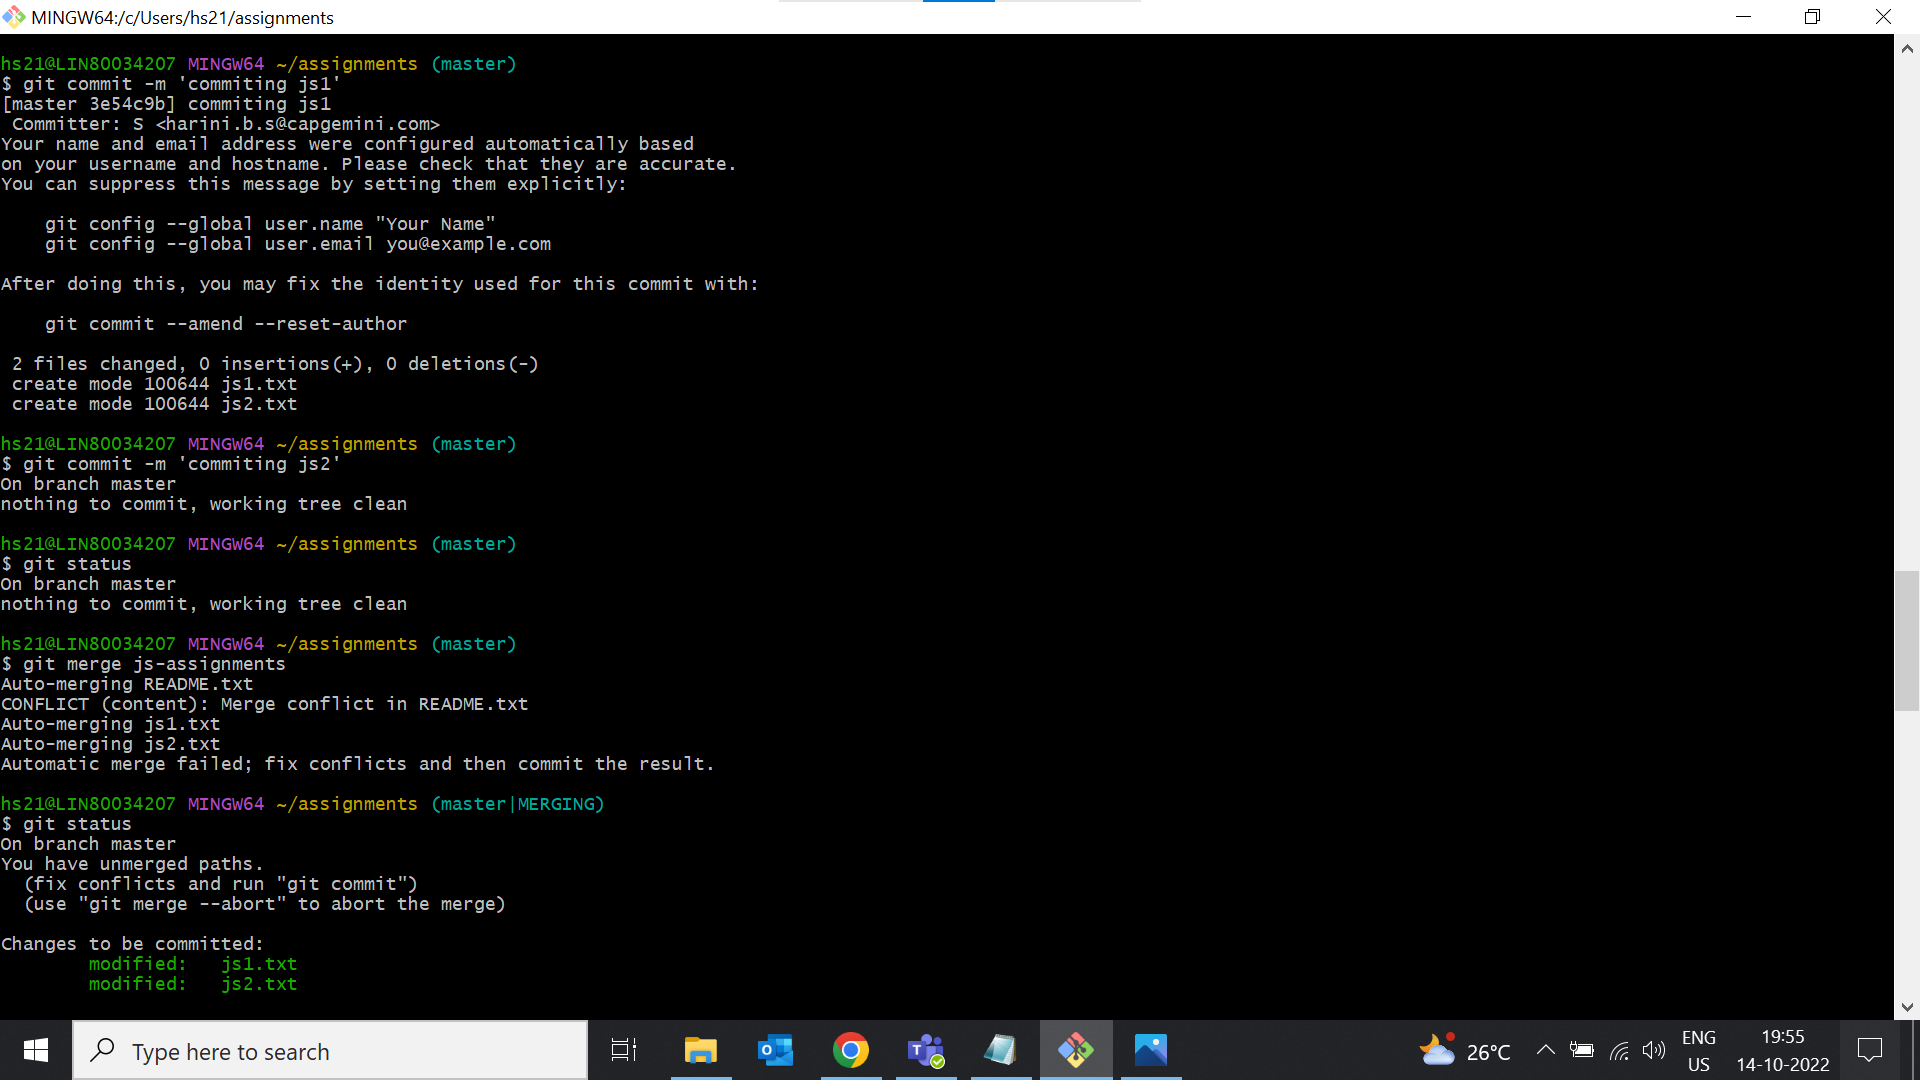 MINGW64:/c/Users/hs21/assignments
hs21@LIN80034207 MINGW64 ~/assignments (master)
$ git commit -m 'commiting js1'
[master 3e54c9b] commiting js1
 Committer: S <harini.b.s@capgemini.com>
Your name and email address were configured automatically based
on your username and hostname. Please check that they are accurate.
You can suppress this message by setting them explicitly:
    git config --global user.name "Your Name"
    git config --global user.email you@example.com
After doing this, you may fix the identity used for this commit with:
    git commit --amend --reset-author
 2 files changed, 0 insertions(+), 0 deletions(-)
 create mode 100644 js1.txt
 create mode 100644 js2.txt
hs21@LIN80034207 MINGW64 ~/assignments (master)
$ git commit -m 'commiting js2'
On branch master
nothing to commit, working tree clean
hs21@LIN80034207 MINGW64 ~/assignments (master)
$ git status
On branch master
nothing to commit, working tree clean
hs21@LIN80034207 MINGW64 ~/assignments (master)
$ git merge js-assignments
Auto-merging README.txt
CONFLICT (content): Merge conflict in README.txt
Auto-merging js1.txt
Auto-merging js2.txt
Automatic merge failed; fix conflicts and then commit the result.
hs21@LIN80034207 MINGW64 ~/assignments (master|MERGING)
$ git status
On branch master
You have unmerged paths.
  (fix conflicts and run "git commit")
  (use "git merge --abort" to abort the merge)
Changes to be committed:
        modified:   js1.txt
        modified:   js2.txt
Type here to search
26°C
ENG
US
19:55
14-10-2022